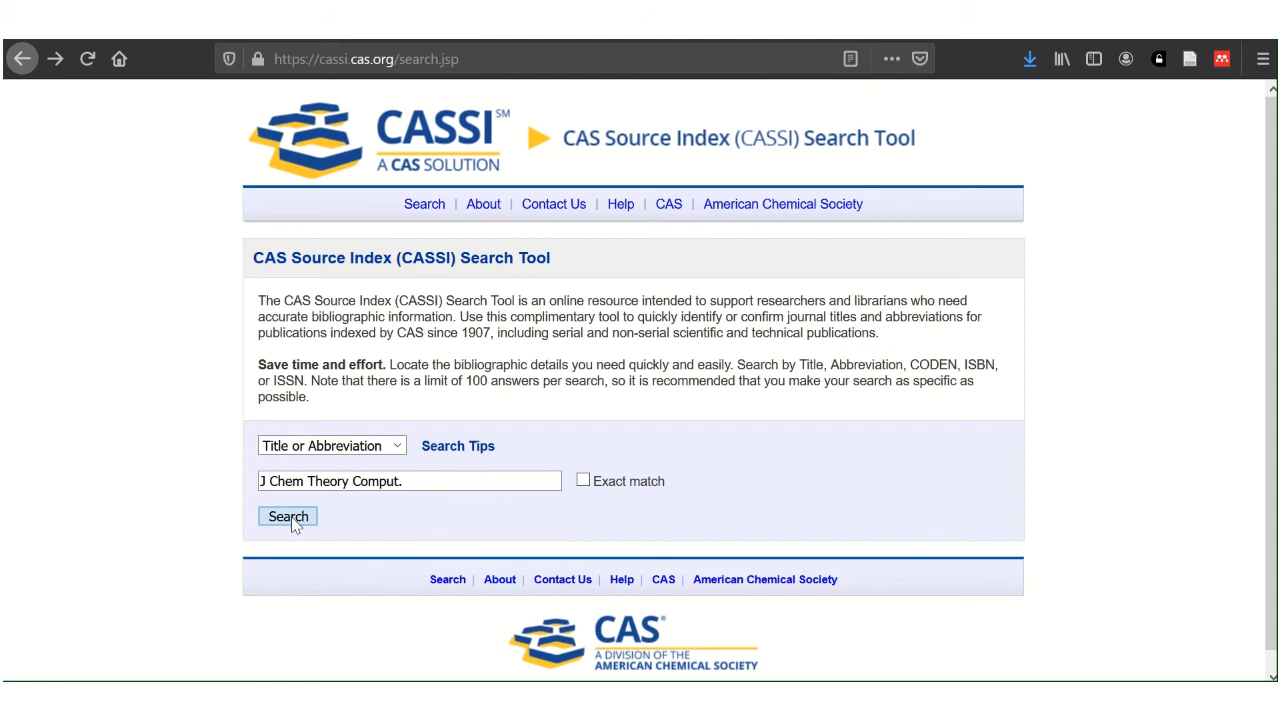 https://cassi.cas.org/search.jsp
CASSI SM
A CAS SOLUTION
CAS Source Index (CASSI) Search Tool
Search | About | Contact Us | Help | CAS | American Chemical Society
CAS Source Index (CASSI) Search Tool
The CAS Source Index (CASSI) Search Tool is an online resource intended to support researchers and librarians who need
accurate bibliographic information. Use this complimentary tool to quickly identify or confirm journal titles and abbreviations for
publications indexed by CAS since 1907, including serial and non-serial scientific and technical publications.
Save time and effort. Locate the bibliographic details you need quickly and easily. Search by Title, Abbreviation, CODEN, ISBN,
or ISSN. Note that there is a limit of 100 answers per search, so it is recommended that you make your search as specific as
possible.
Title or Abbreviation Search Tips
J Chem Theory Comput. Exact match
Search
Search | About | Contact Us | Help | CAS | American Chemical Society
CAS®
A DIVISION OF THE
AMERICAN CHEMICAL SOCIETY